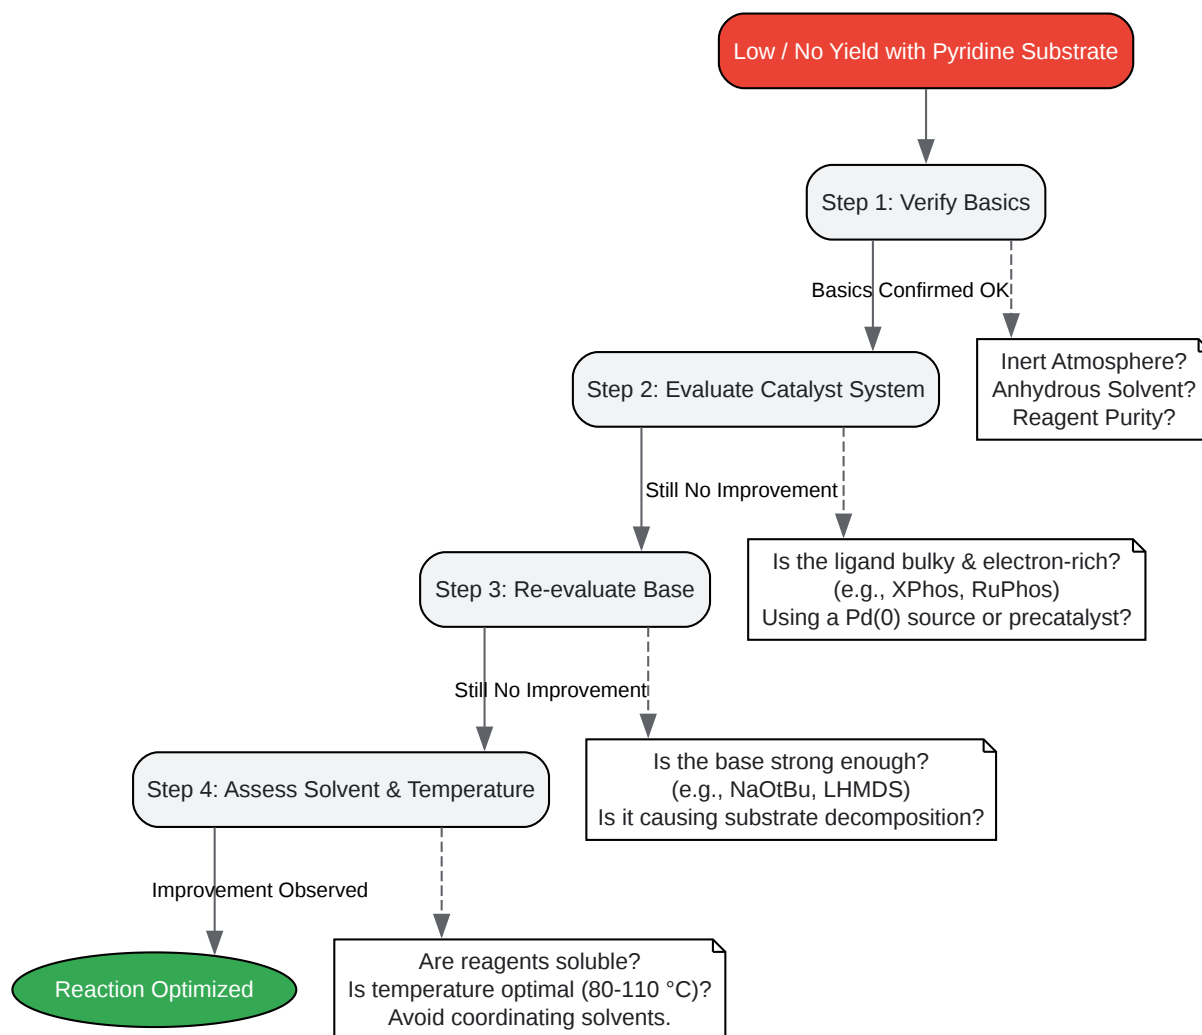 Low / No Yield with Pyridine Substrate
Step 1: Verify Basics
Basics Confirmed OK
Inert Atmosphere?
Anhydrous Solvent?
Reagent Purity?
Step 2: Evaluate Catalyst System
Still No Improvement
Is the ligand bulky & electron-rich?
(e.g., XPhos, RuPhos)
Using a Pd(0) source or precatalyst?
Step 3: Re-evaluate Base
Still No Improvement
Is the base strong enough?
(e.g., NaOtBu, LHMDS)
Is it causing substrate decomposition?
Step 4: Assess Solvent & Temperature
Improvement Observed
Are reagents soluble?
Is temperature optimal (80-110 °C)?
Avoid coordinating solvents.
Reaction Optimized